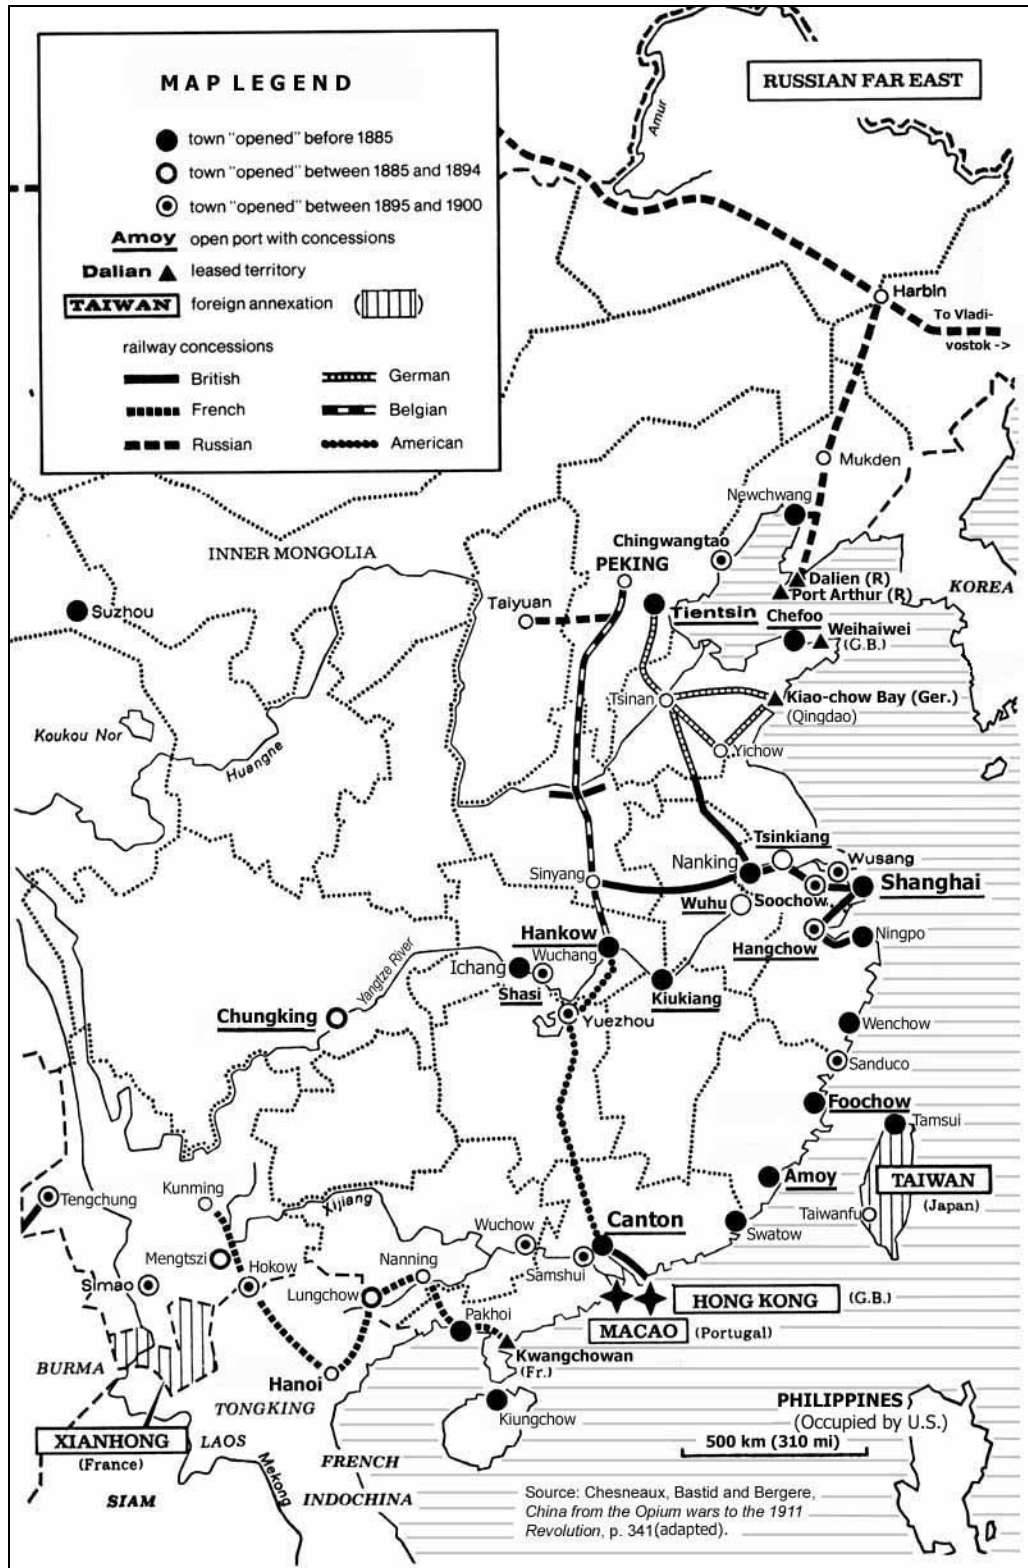 MAP LEGEND
town "opened" before 1885
town "opened" between 1885 and 1894
town "opened" between 1895 and 1900
Amoy open port with concessions
Dalian leased territory
TAIWAN foreign annexation
railway concessions
British
German
French
Belgian
Russian
American
RUSSIAN FAR EAST
Amur
Harbin
To Vladi-
vostok ->
Mukden
Newchwang
INNER MONGOLIA
Chingwangtao
PEKING
Dalien (R)
Port Arthur (R)
KOREA
Suzhou
Taiyuan
Tientsin
Chefoo
Weihaiwei
(G.B.)
Tsinan
Kiao-chow Bay (Ger.)
(Qingdao)
Koukou Nor
Huangne
Yichow
Tsinkiang
Nanking
Wusang
Sinyang
Shanghai
Wuhu
Soochow
Hankow
Hangchow
Ningpo
Wuchang
Yangtze River
Ichang
Shasi
Kiukiang
Chungking
Yuezhou
Wenchow
Sanduco
Foochow
Tamsui
Amoy
TAIWAN
(Japan)
Tengchung
Kunming
Xijiang
Wuchow
Canton
Taiwanfu
Swatow
Mengtszi
Hokow
Nanning
Samshui
Simao
Lungchow
HONG KONG
(G.B.)
MACAO
(Portugal)
Pakhoi
Kwangchowan
(Fr.)
BURMA
Hanoi
TONGKING
Kiungchow
PHILIPPINES
(Occupied by U.S.)
XIANHONG
(France)
LAOS
500 km (310 mi)
Mekong
FRENCH
INDOCHINA
SIAM
Source: Chesneaux, Bastid and Bergere,
China from the Opium wars to the 1911
Revolution, p. 341(adapted).